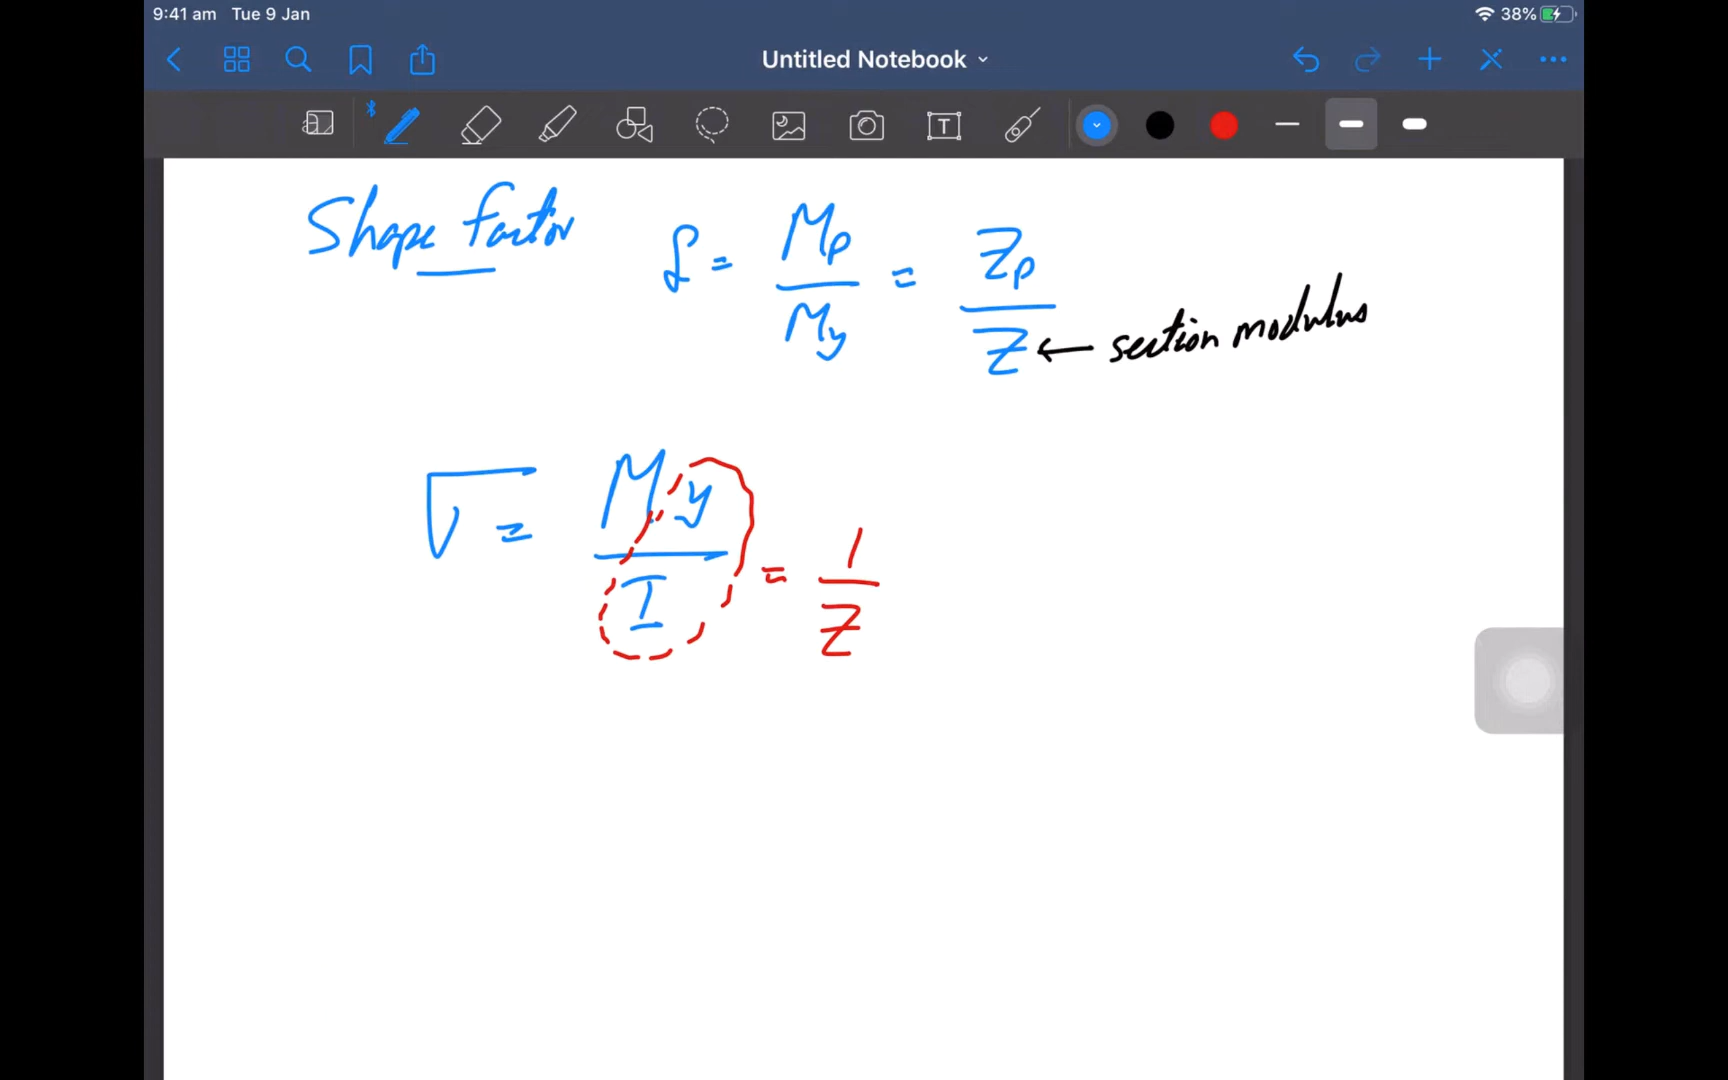 9:41 am Tue 9 Jan 38%
Untitled Notebook
Shape factor f = Mp/My = Zp/Z ← section modulus
σ = My/I = 1/Z